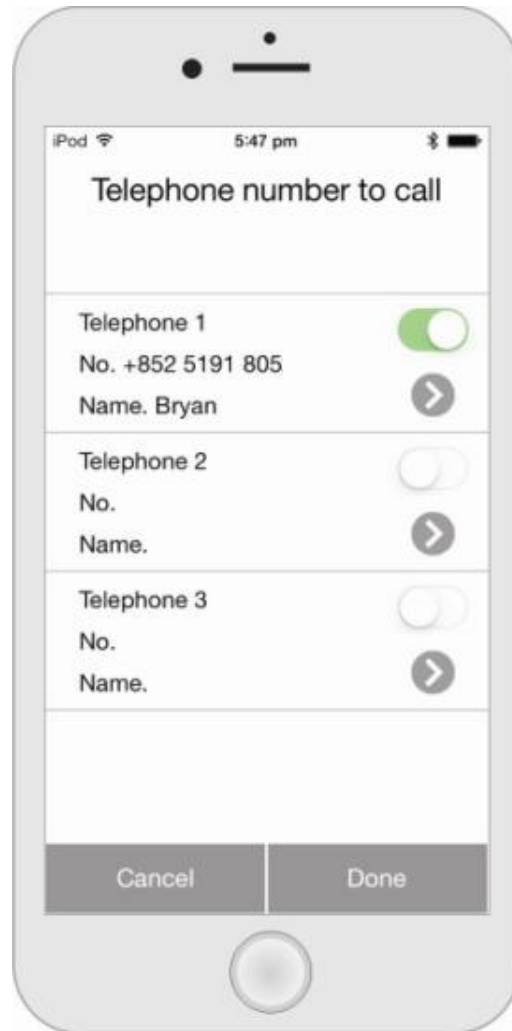 iPod 5:47 pm
Telephone number to call
Telephone 1
No. +852 5191 805
Name. Bryan
Telephone 2
No.
Name.
Telephone 3
No.
Name.
Cancel Done